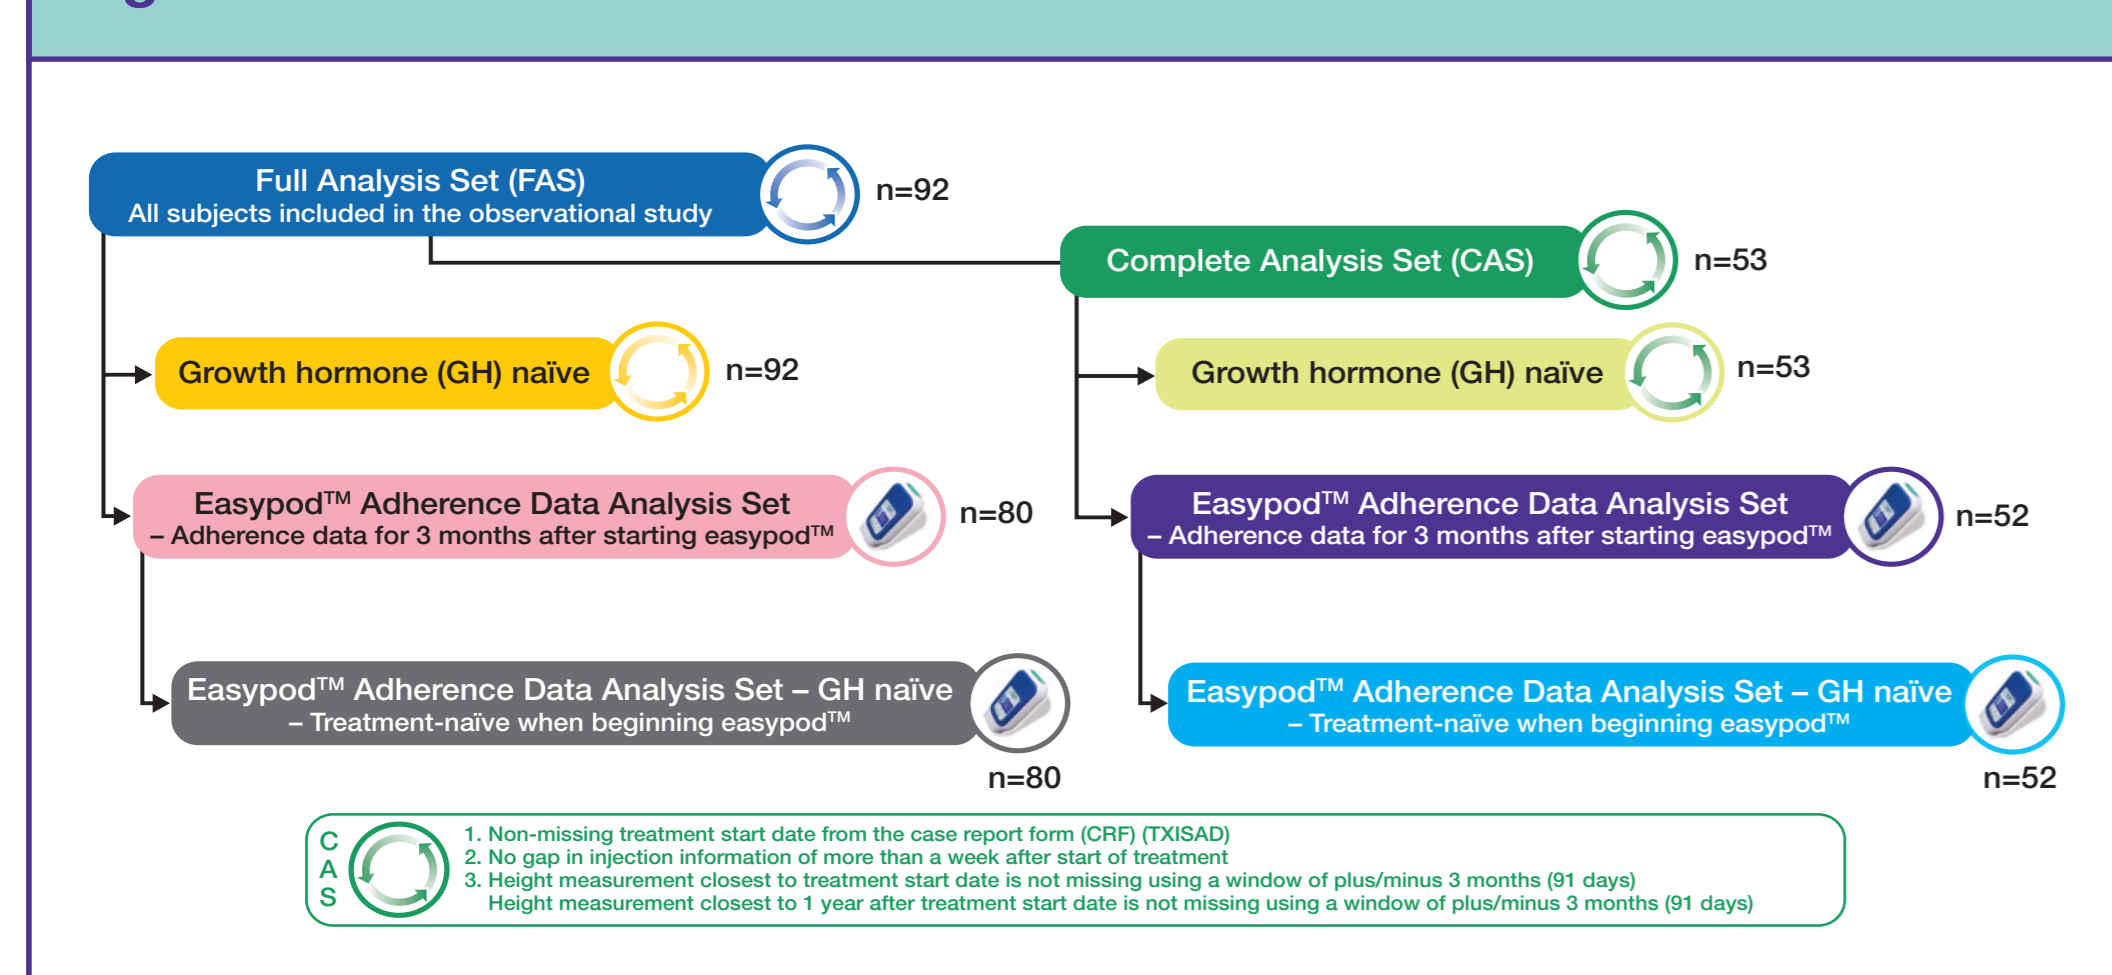 Full Analysis Set (FAS)
All subjects included in the observational study
n=92
Complete Analysis Set (CAS)
n=53
Growth hormone (GH) naïve
n=92
Growth hormone (GH) naïve
n=53
Easypod™ Adherence Data Analysis Set
– Adherence data for 3 months after starting easypod™
n=80
Easypod™ Adherence Data Analysis Set
– Adherence data for 3 months after starting easypod™
n=52
Easypod™ Adherence Data Analysis Set – GH naïve
– Treatment-naïve when beginning easypod™
n=80
Easypod™ Adherence Data Analysis Set – GH naïve
– Treatment-naïve when beginning easypod™
n=52
C
A
S
1. Non-missing treatment start date from the case report form (CRF) (TXISAD)
2. No gap in injection information of more than a week after start of treatment
3. Height measurement closest to treatment start date is not missing using a window of plus/minus 3 months (91 days)
Height measurement closest to 1 year after treatment start date is not missing using a window of plus/minus 3 months (91 days)